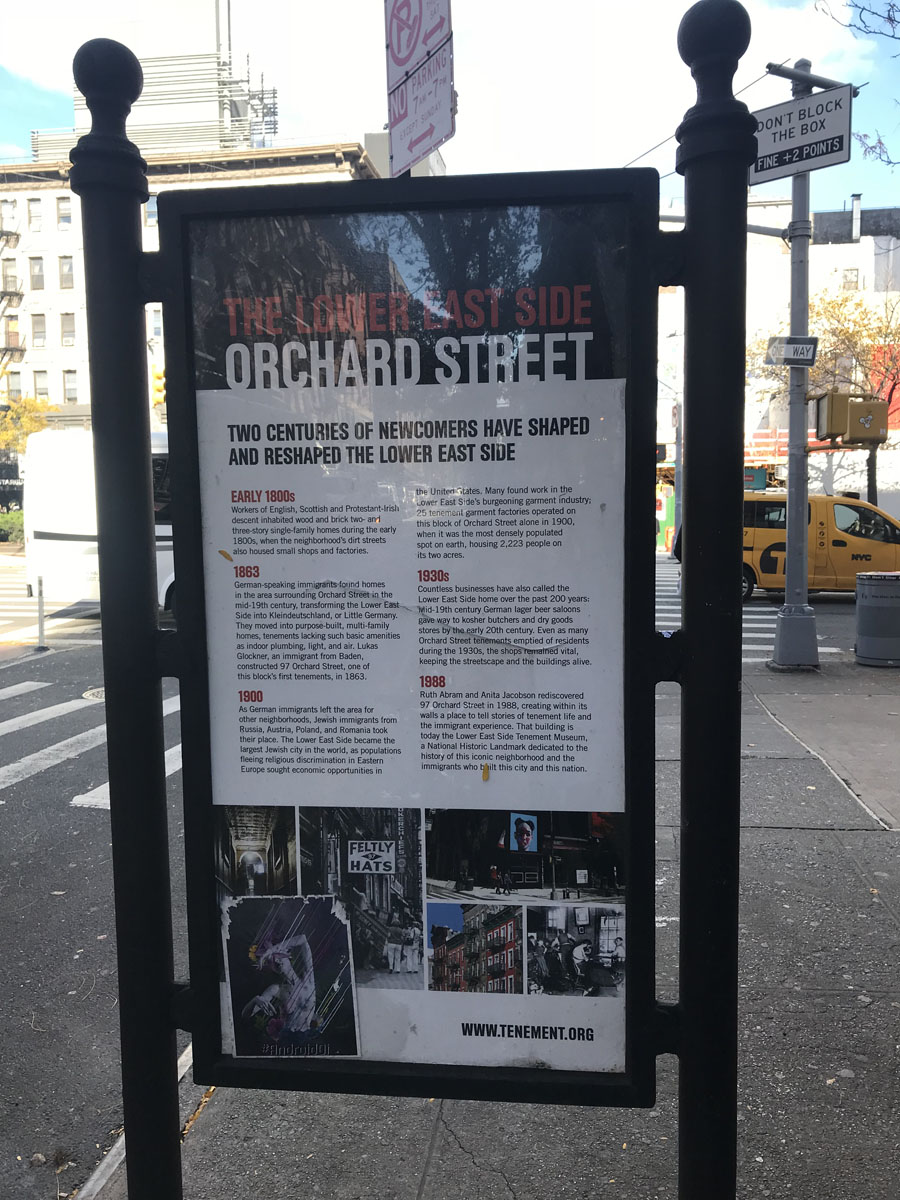 NO PARKING
7AM-7PM
EXCEPT SUNDAY
DON'T BLOCK
THE BOX
FINE +2 POINTS
ONE WAY
NYC
THE LOWER EAST SIDE
ORCHARD STREET
TWO CENTURIES OF NEWCOMERS HAVE SHAPED
AND RESHAPED THE LOWER EAST SIDE
EARLY 1800s
Workers of English, Scottish and Protestant-Irish
descent inhabited wood and brick two- and
three-story single-family homes during the early
1800s, when the neighborhood's dirt streets
also housed small shops and factories.
1863
German-speaking immigrants found homes
in the area surrounding Orchard Street in the
mid-19th century, transforming the Lower East
Side into Kleindeutschland, or Little Germany.
They moved into purpose-built, multi-family
homes, tenements lacking such basic amenities
as indoor plumbing, light, and air. Lukas
Glockner, an immigrant from Baden,
constructed 97 Orchard Street, one of
this block's first tenements, in 1863.
1900
As German immigrants left the area for
other neighborhoods, Jewish immigrants from
Russia, Austria, Poland, and Romania took
their place. The Lower East Side became the
largest Jewish city in the world, as populations
fleeing religious discrimination in Eastern
Europe sought economic opportunities in
the United States. Many found work in the
Lower East Side's burgeoning garment industry;
25 tenement garment factories operated on
this block of Orchard Street alone in 1900,
when it was the most densely populated
spot on earth, housing 2,223 people on
its two acres.
1930s
Countless businesses have also called the
Lower East Side home over the past 200 years:
Mid-19th century German lager beer saloons
gave way to kosher butchers and dry goods
stores by the early 20th century. Even as many
Orchard Street tenements emptied of residents
during the 1930s, the shops remained vital,
keeping the streetscape and the buildings alive.
1988
Ruth Abram and Anita Jacobson rediscovered
97 Orchard Street in 1988, creating within its
walls a place to tell stories of tenement life and
the immigrant experience. That building is
today the Lower East Side Tenement Museum,
a National Historic Landmark dedicated to the
history of this iconic neighborhood and the
immigrants who built this city and this nation.
FELTLY
HATS
WWW.TENEMENT.ORG